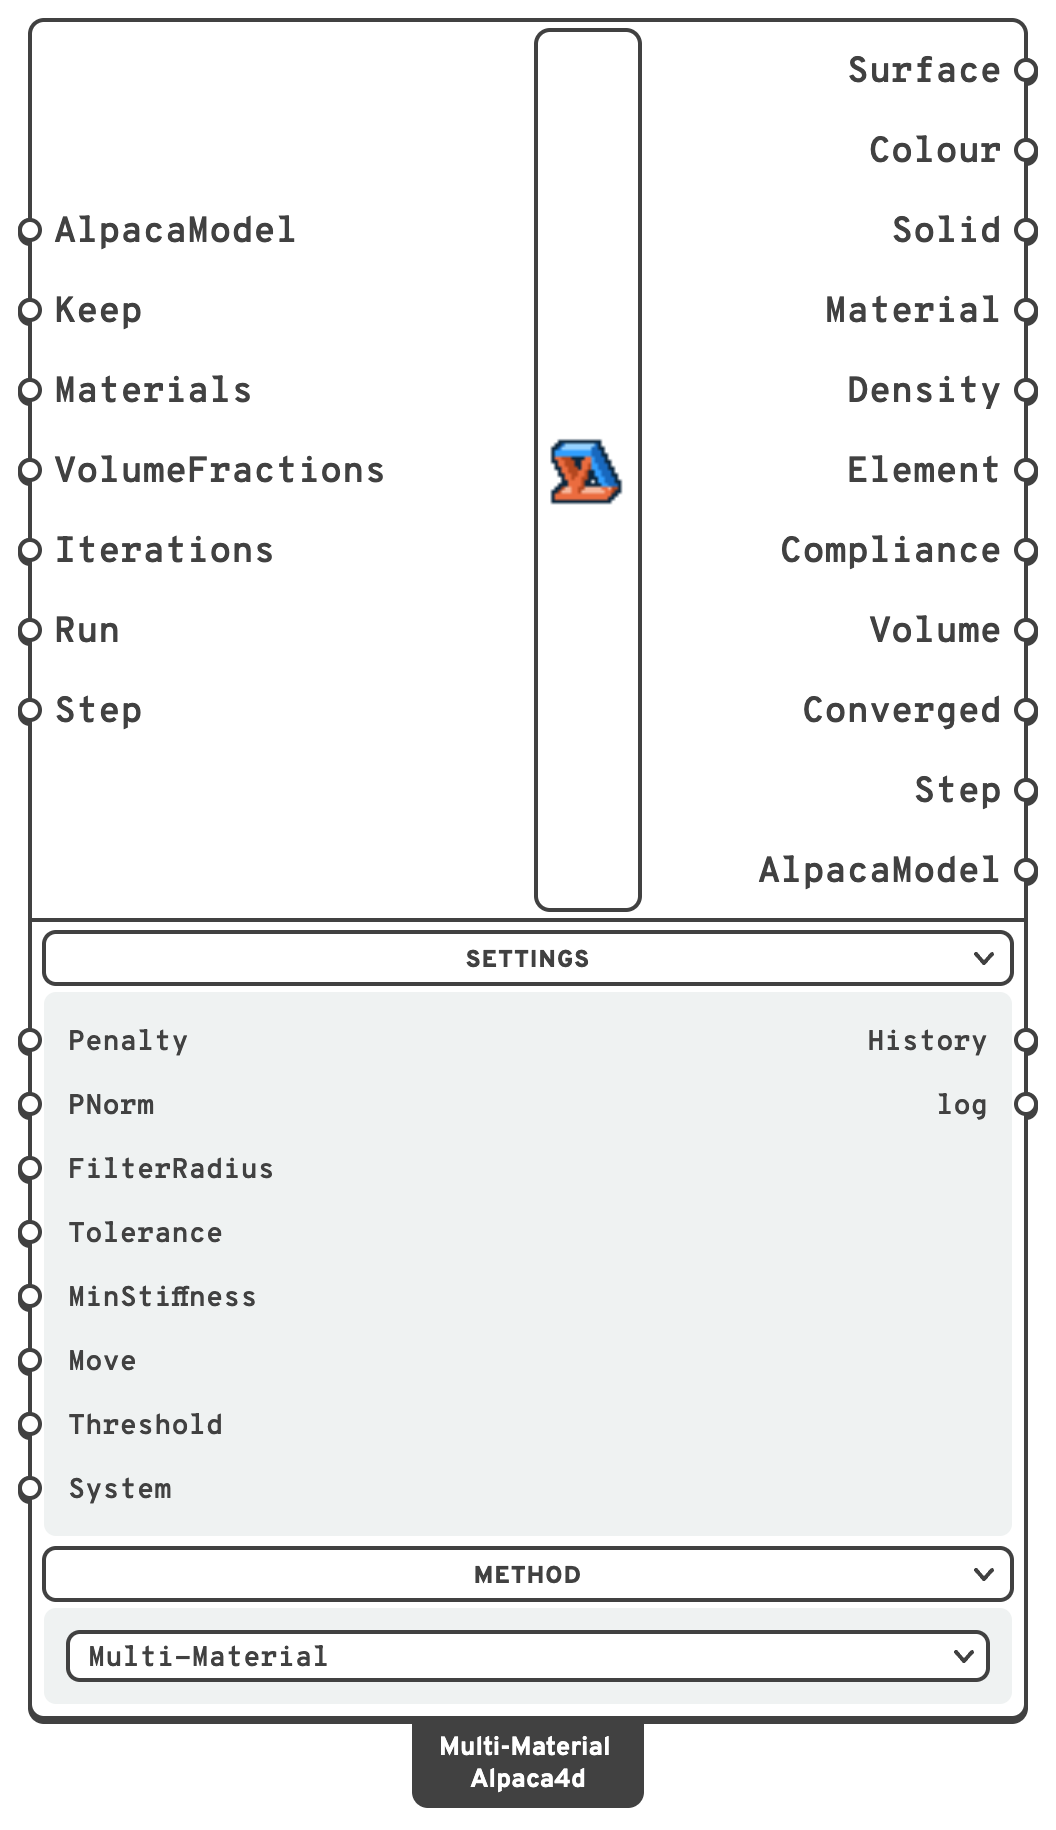 Surface
Colour
AlpacaModel
Solid
Keep
Material
Materials
Density
VolumeFractions
Element
Iterations
Compliance
Run
Volume
Step
Converged
Step
AlpacaModel
SETTINGS
Penalty
History
PNorm
log
FilterRadius
Tolerance
MinStiffness
Move
Threshold
System
METHOD
Multi-Material
Multi-Material
Alpaca4d